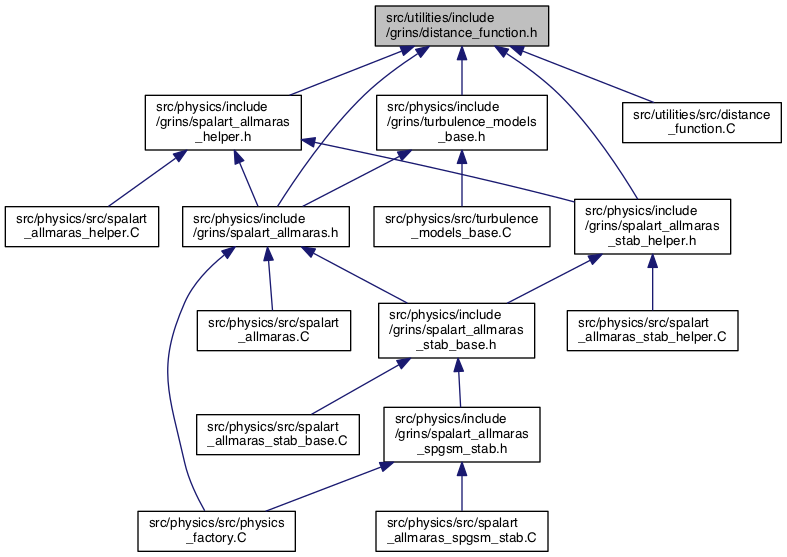 src/utilities/include
/grins/distance_function.h
src/physics/include
/grins/spalart_allmaras
_helper.h
src/physics/include
/grins/turbulence_models
_base.h
src/utilities/src/distance
_function.C
src/physics/src/spalart
_allmaras_helper.C
src/physics/include
/grins/spalart_allmaras.h
src/physics/src/turbulence
_models_base.C
src/physics/include
/grins/spalart_allmaras
_stab_helper.h
src/physics/src/spalart
_allmaras.C
src/physics/include
/grins/spalart_allmaras
_stab_base.h
src/physics/src/spalart
_allmaras_stab_helper.C
src/physics/src/spalart
_allmaras_stab_base.C
src/physics/include
/grins/spalart_allmaras
_spgsm_stab.h
src/physics/src/physics
_factory.C
src/physics/src/spalart
_allmaras_spgsm_stab.C